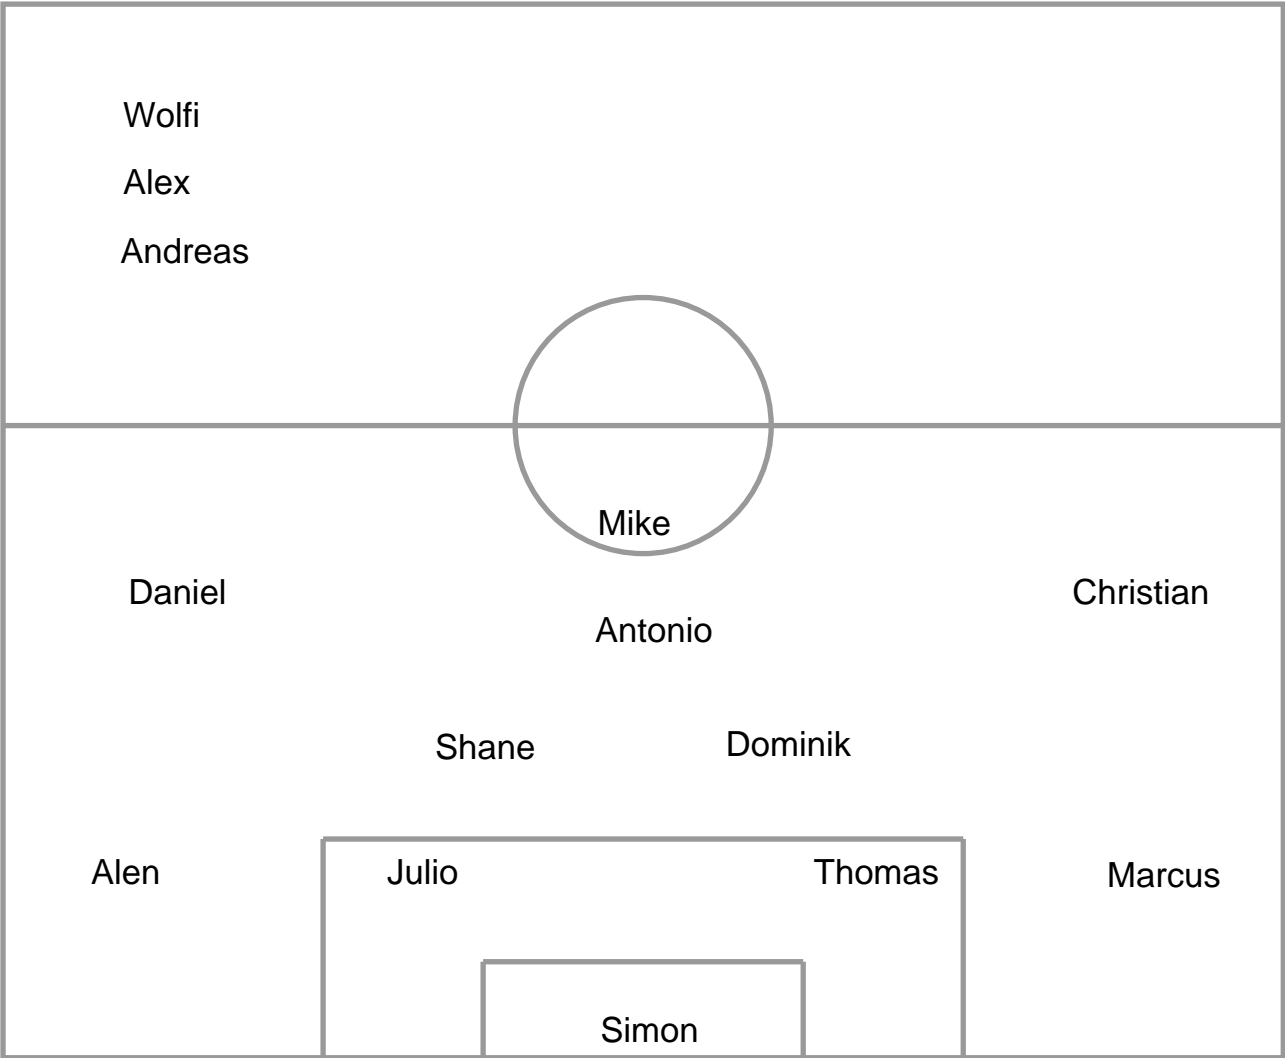 Wolfi
Alex
Andreas
Mike
Daniel
Christian
Antonio
Shane
Dominik
Alen
Julio
Thomas
Marcus
Simon